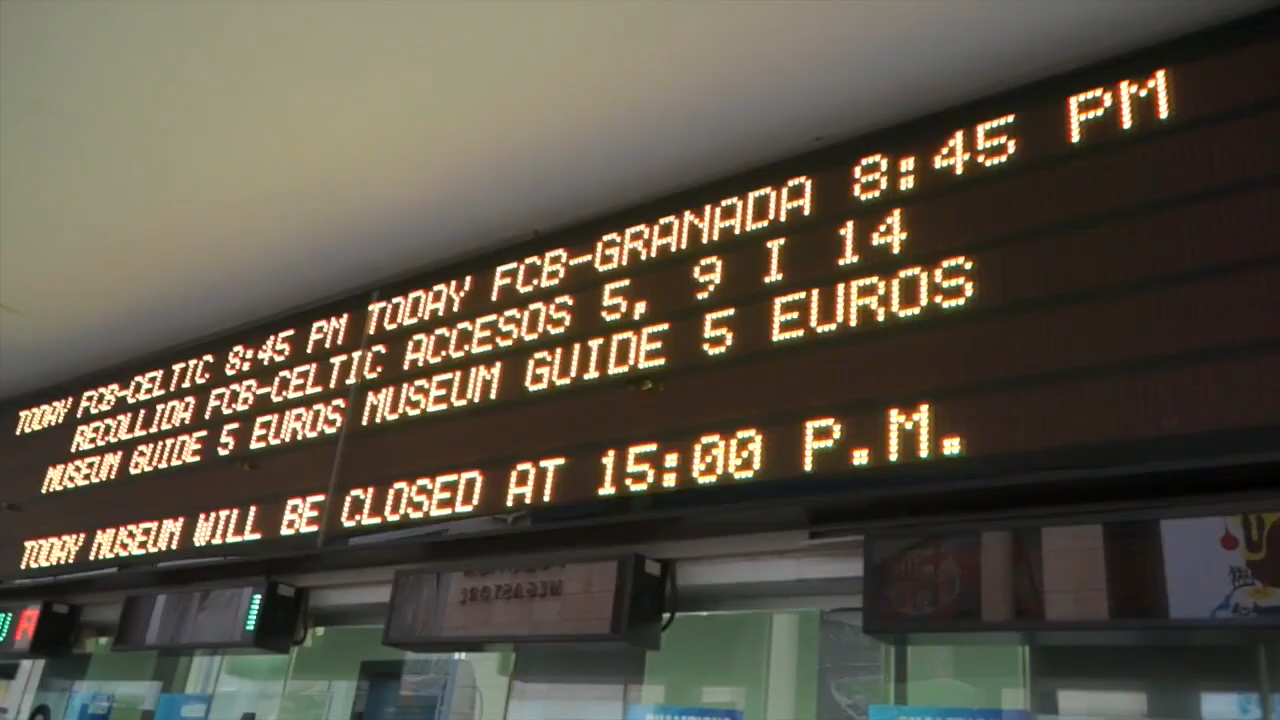 TODAY FCB-CELTIC 8:45 PM TODAY FCB-GRANADA 8:45 PM
RECOLLIDA FCB-CELTIC ACCESOS 5, 9 I 14
MUSEUM GUIDE 5 EUROS MUSEUM GUIDE 5 EUROS
TODAY MUSEUM WILL BE CLOSED AT 15:00 P.M.